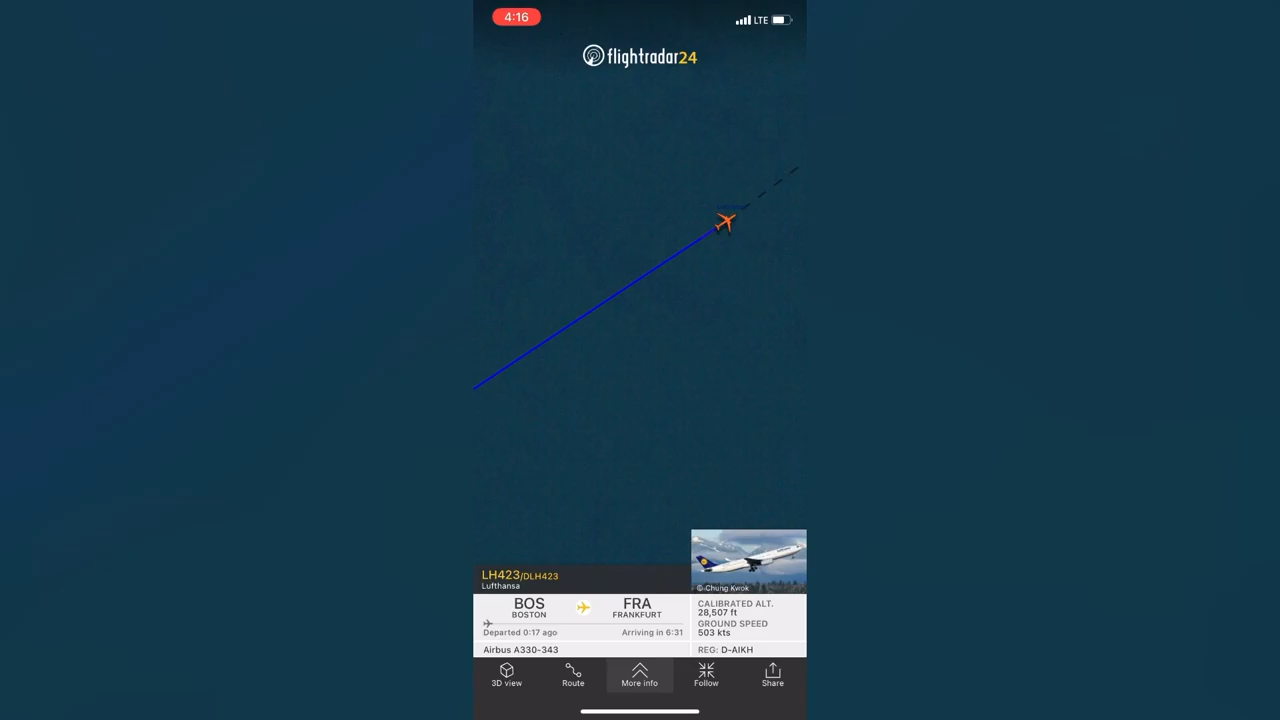 4:16
LTE
flightradar24
© Chung Kwok
LH423/DLH423
Lufthansa
BOS
BOSTON
FRA
FRANKFURT
Departed 0:17 ago
Arriving in 6:31
CALIBRATED ALT.
28,507 ft
GROUND SPEED
503 kts
Airbus A330-343
REG: D-AIKH
3D view
Route
More info
Follow
Share